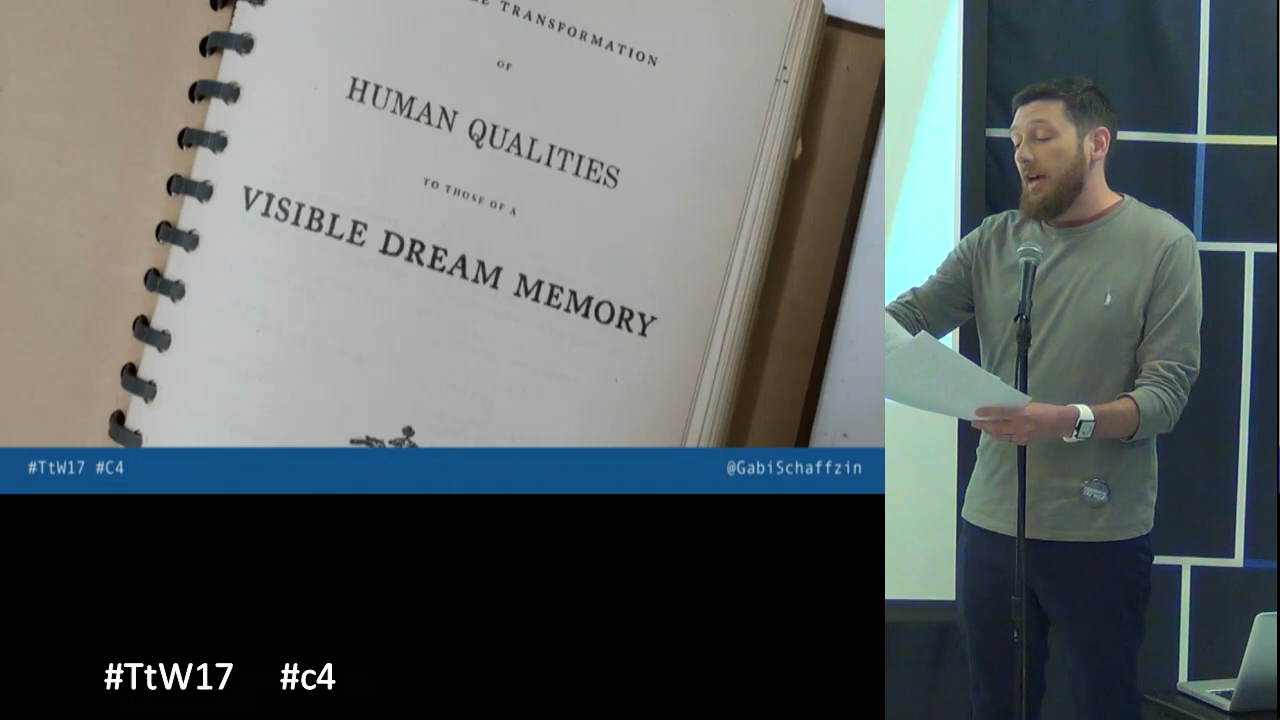 TRANSFORMATION
OF
HUMAN QUALITIES
TO THOSE OF A
VISIBLE DREAM MEMORY
#TtW17 #C4
@GabiSchaffzin
#TtW17 #c4